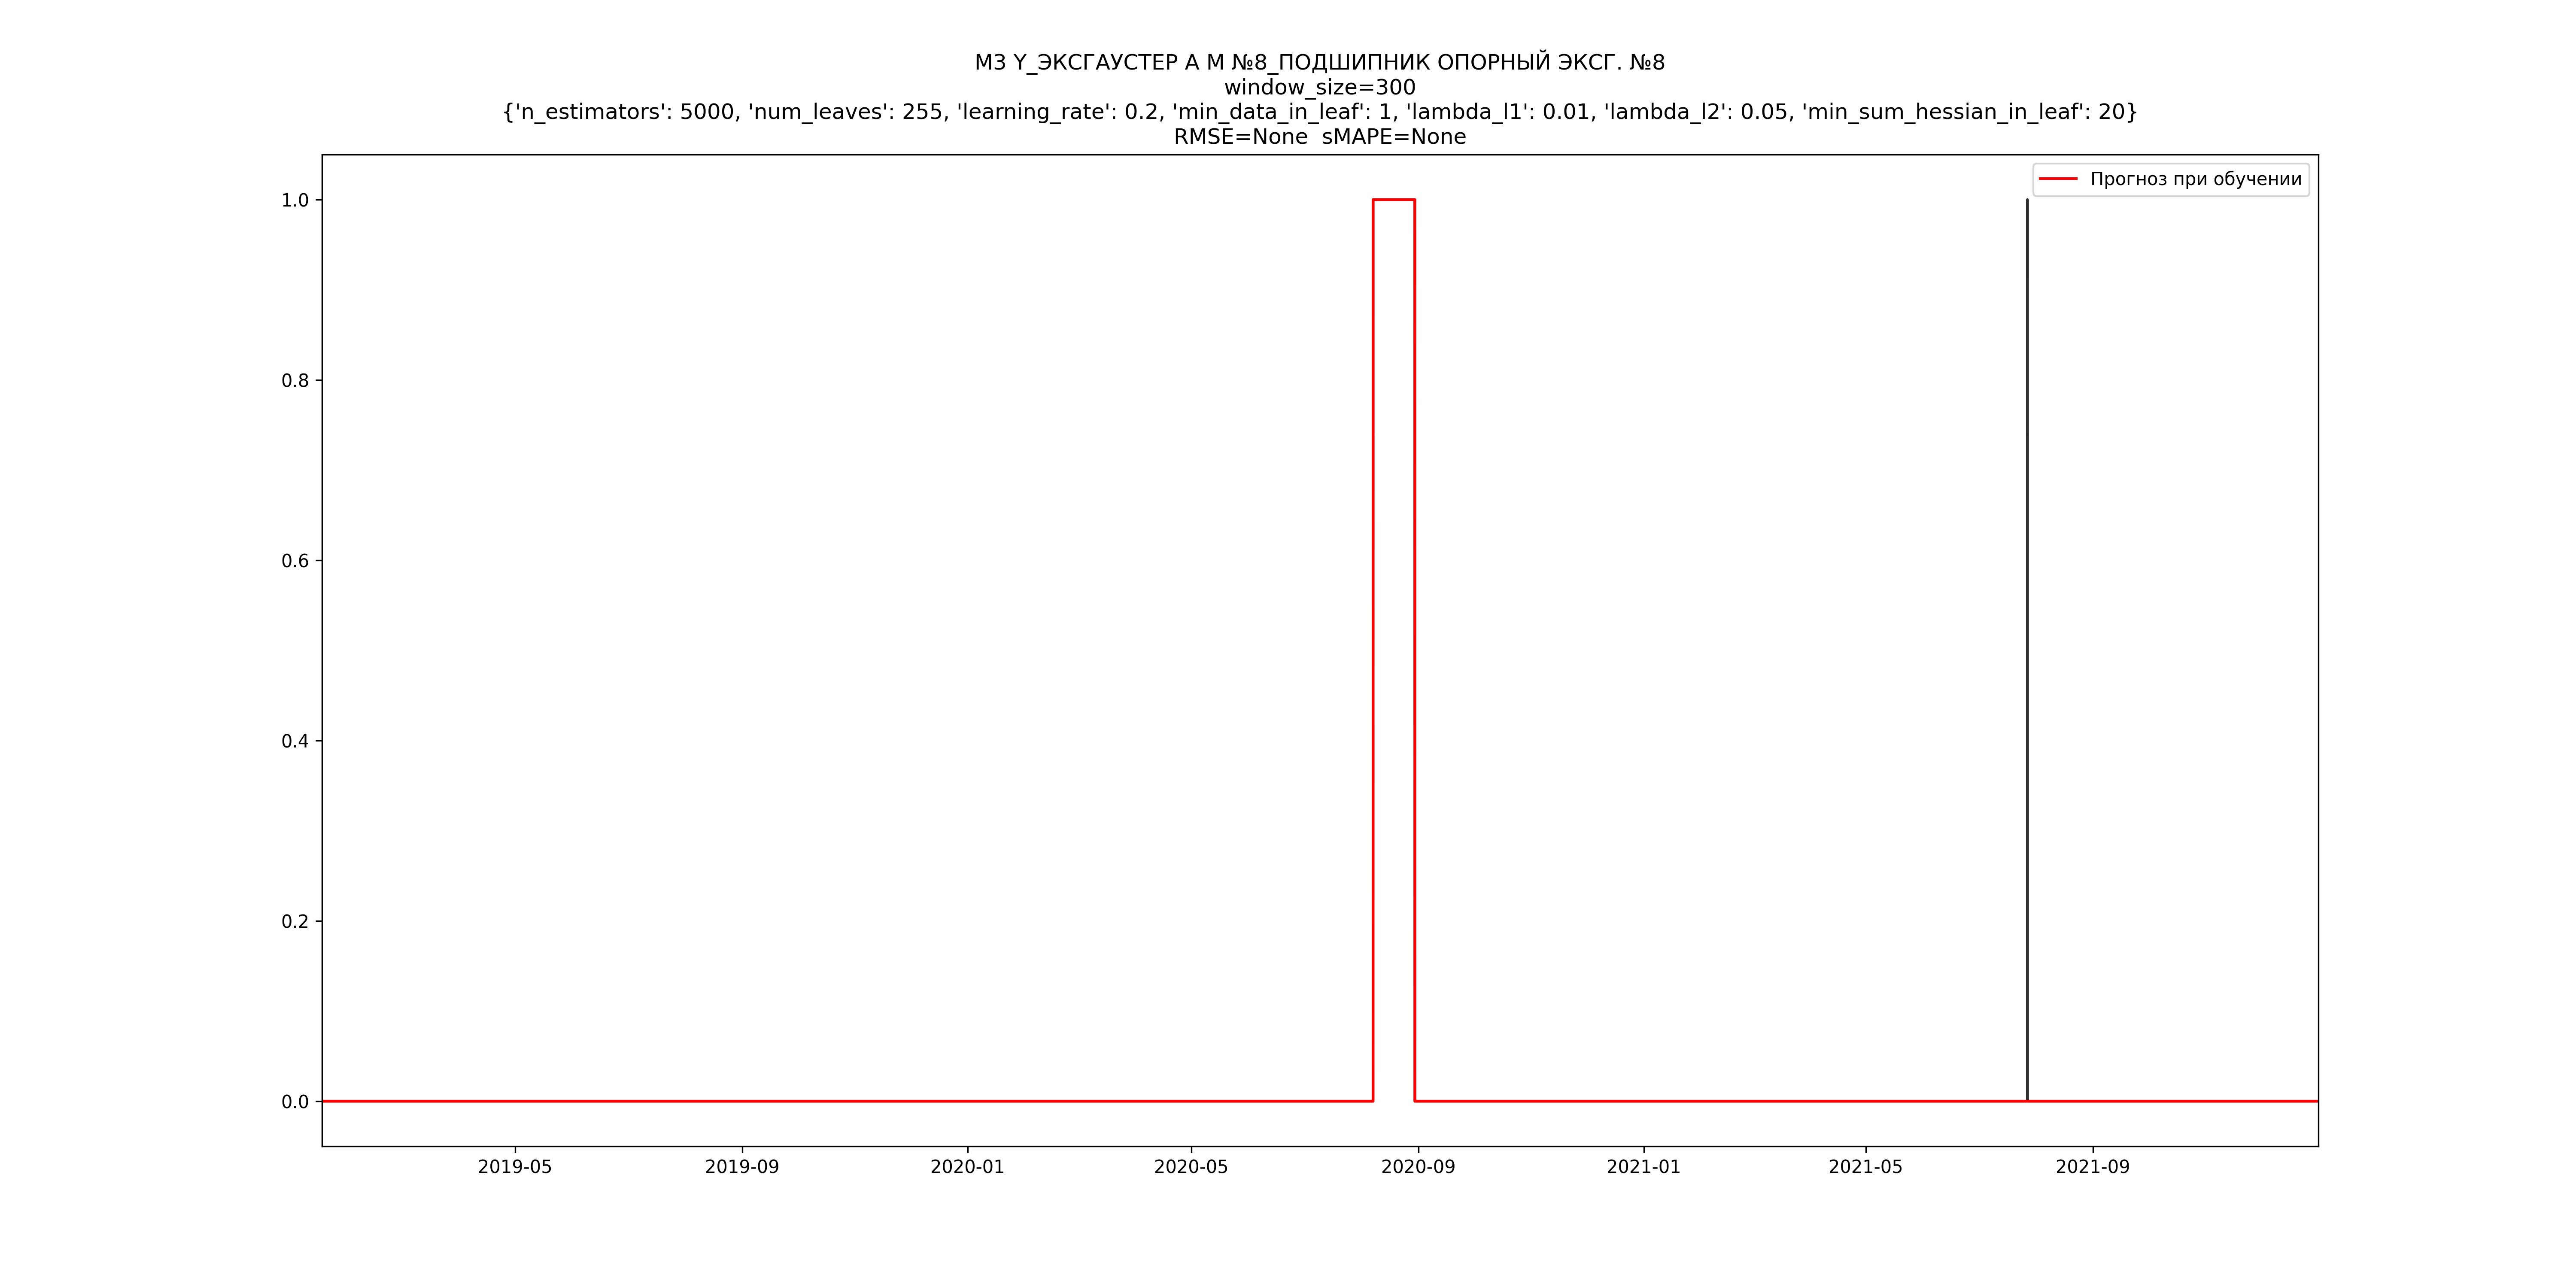 М3 Y_ЭКСГАУСТЕР А М №8_ПОДШИПНИК ОПОРНЫЙ ЭКСГ. №8
window_size=300
{'n_estimators': 5000, 'num_leaves': 255, 'learning_rate': 0.2, 'min_data_in_leaf': 1, 'lambda_l1': 0.01, 'lambda_l2': 0.05, 'min_sum_hessian_in_leaf': 20}
RMSE=None  sMAPE=None
Прогноз при обучении
1.0
0.8
0.6
0.4
0.2
0.0
2019-05
2019-09
2020-01
2020-05
2020-09
2021-01
2021-05
2021-09